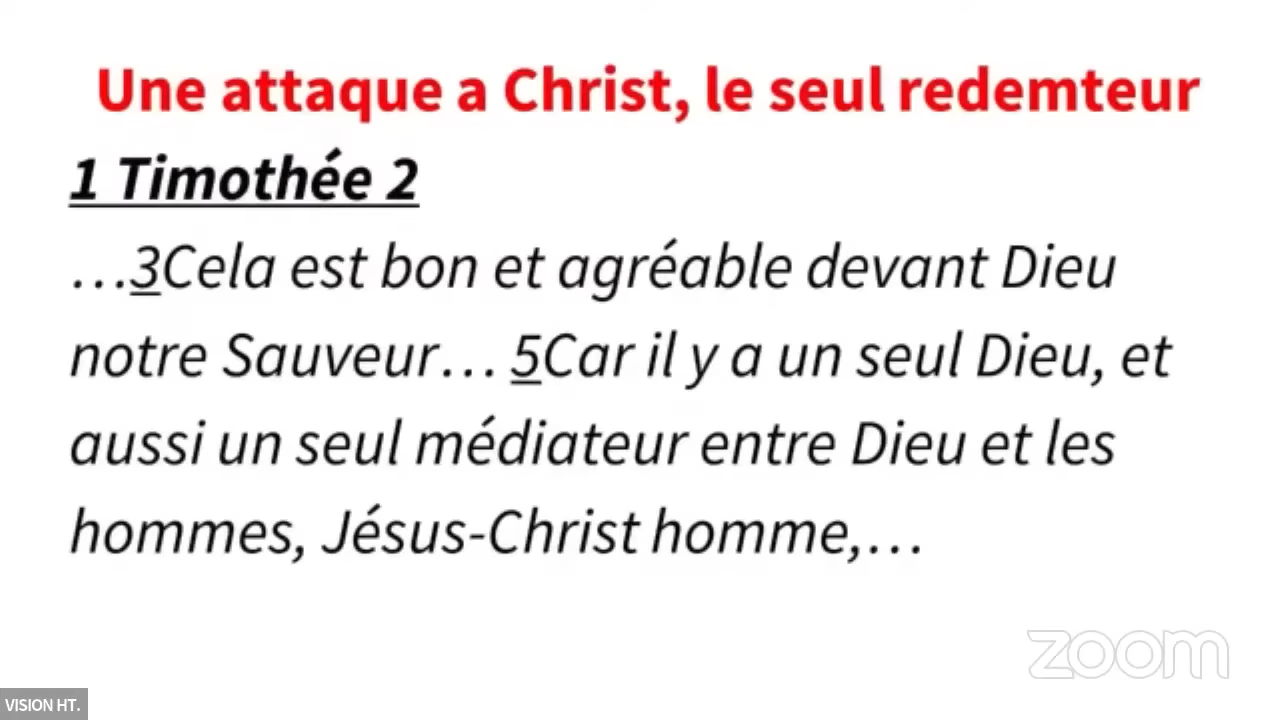 Une attaque a Christ, le seul redemteur
1 Timothée 2
…3Cela est bon et agréable devant Dieu
notre Sauveur… 5Car il y a un seul Dieu, et
aussi un seul médiateur entre Dieu et les
hommes, Jésus-Christ homme,…
zoom
VISION HT.